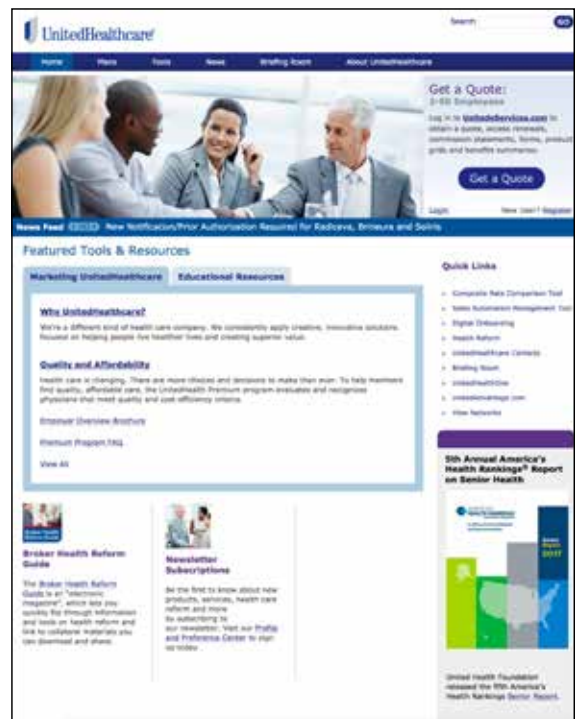 UnitedHealthcare
Search
GO
Home
Plans
Tools
News
Briefing Room
About UnitedHealthcare
Get a Quote:
2-50 Employees
Log in to UnitedeServices.com to
obtain a quote, access renewals,
commission statements, forms, product
grids and benefits summaries.
Get a Quote
Login
New User? Register
News Feed
New Notification/Prior Authorization Required for Radicava, Brineura and Soliris
Featured Tools & Resources
Marketing UnitedHealthcare
Educational Resources
Why UnitedHealthcare?
We're a different kind of health care company. We consistently apply creative, innovative solutions
focused on helping people live healthier lives and creating superior value.
Quality and Affordability
Health care is changing. There are more choices and decisions to make than ever. To help members
find quality, affordable care, the UnitedHealth Premium program evaluates and recognizes
physicians that meet quality and cost efficiency criteria.
Employer Overview Brochure
Premium Program FAQ
View All
Quick Links
Composite Rate Comparison Tool
Sales Automation Management Tool
Digital Onboarding
Health Reform
UnitedHealthcare Contacts
Briefing Room
UnitedHealthOne
View Networks
5th Annual America's
Health Rankings® Report
on Senior Health
2017
United Health Foundation
released the fifth America's
Health Rankings Senior Report.
Broker Health Reform
Guide
The Broker Health Reform
Guide is an "electronic
magazine", which lets you
quickly flip through information
and tools on health reform and
link to collateral materials you
can download and share.
Newsletter
Subscriptions
Be the first to know about new
products, services, health care
reform and more
by subscribing to
our newsletter. Visit our Profile
and Preference Center to sign
up today